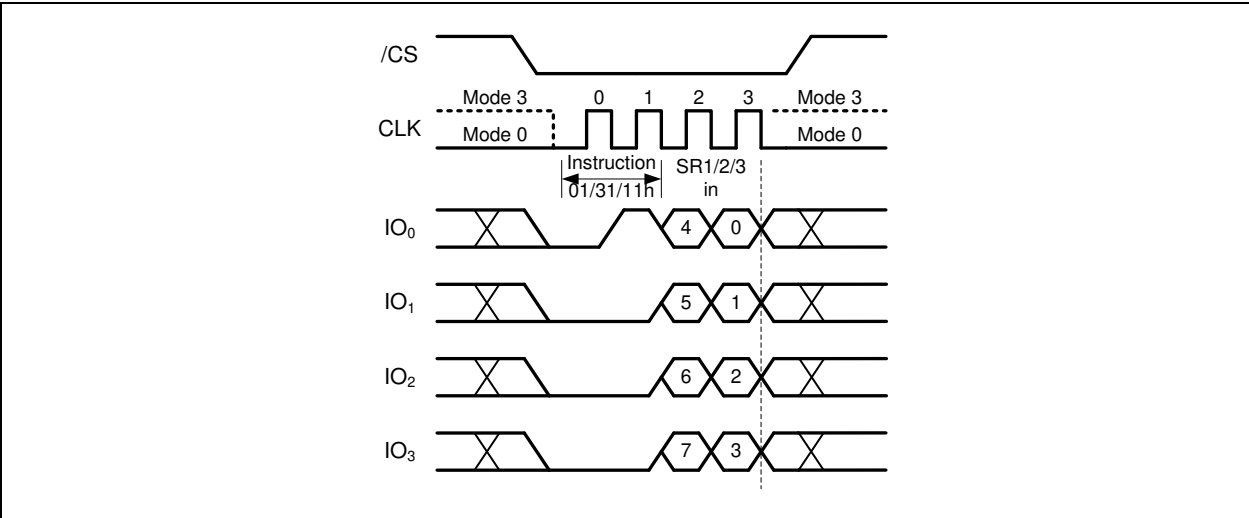 /CS
Mode 3 0 1 2 3 Mode 3
CLK
Mode 0 Mode 0
Instruction SR1/2/3
01/31/11h in
IO₀ 4 0
IO₁ 5 1
IO₂ 6 2
IO₃ 7 3